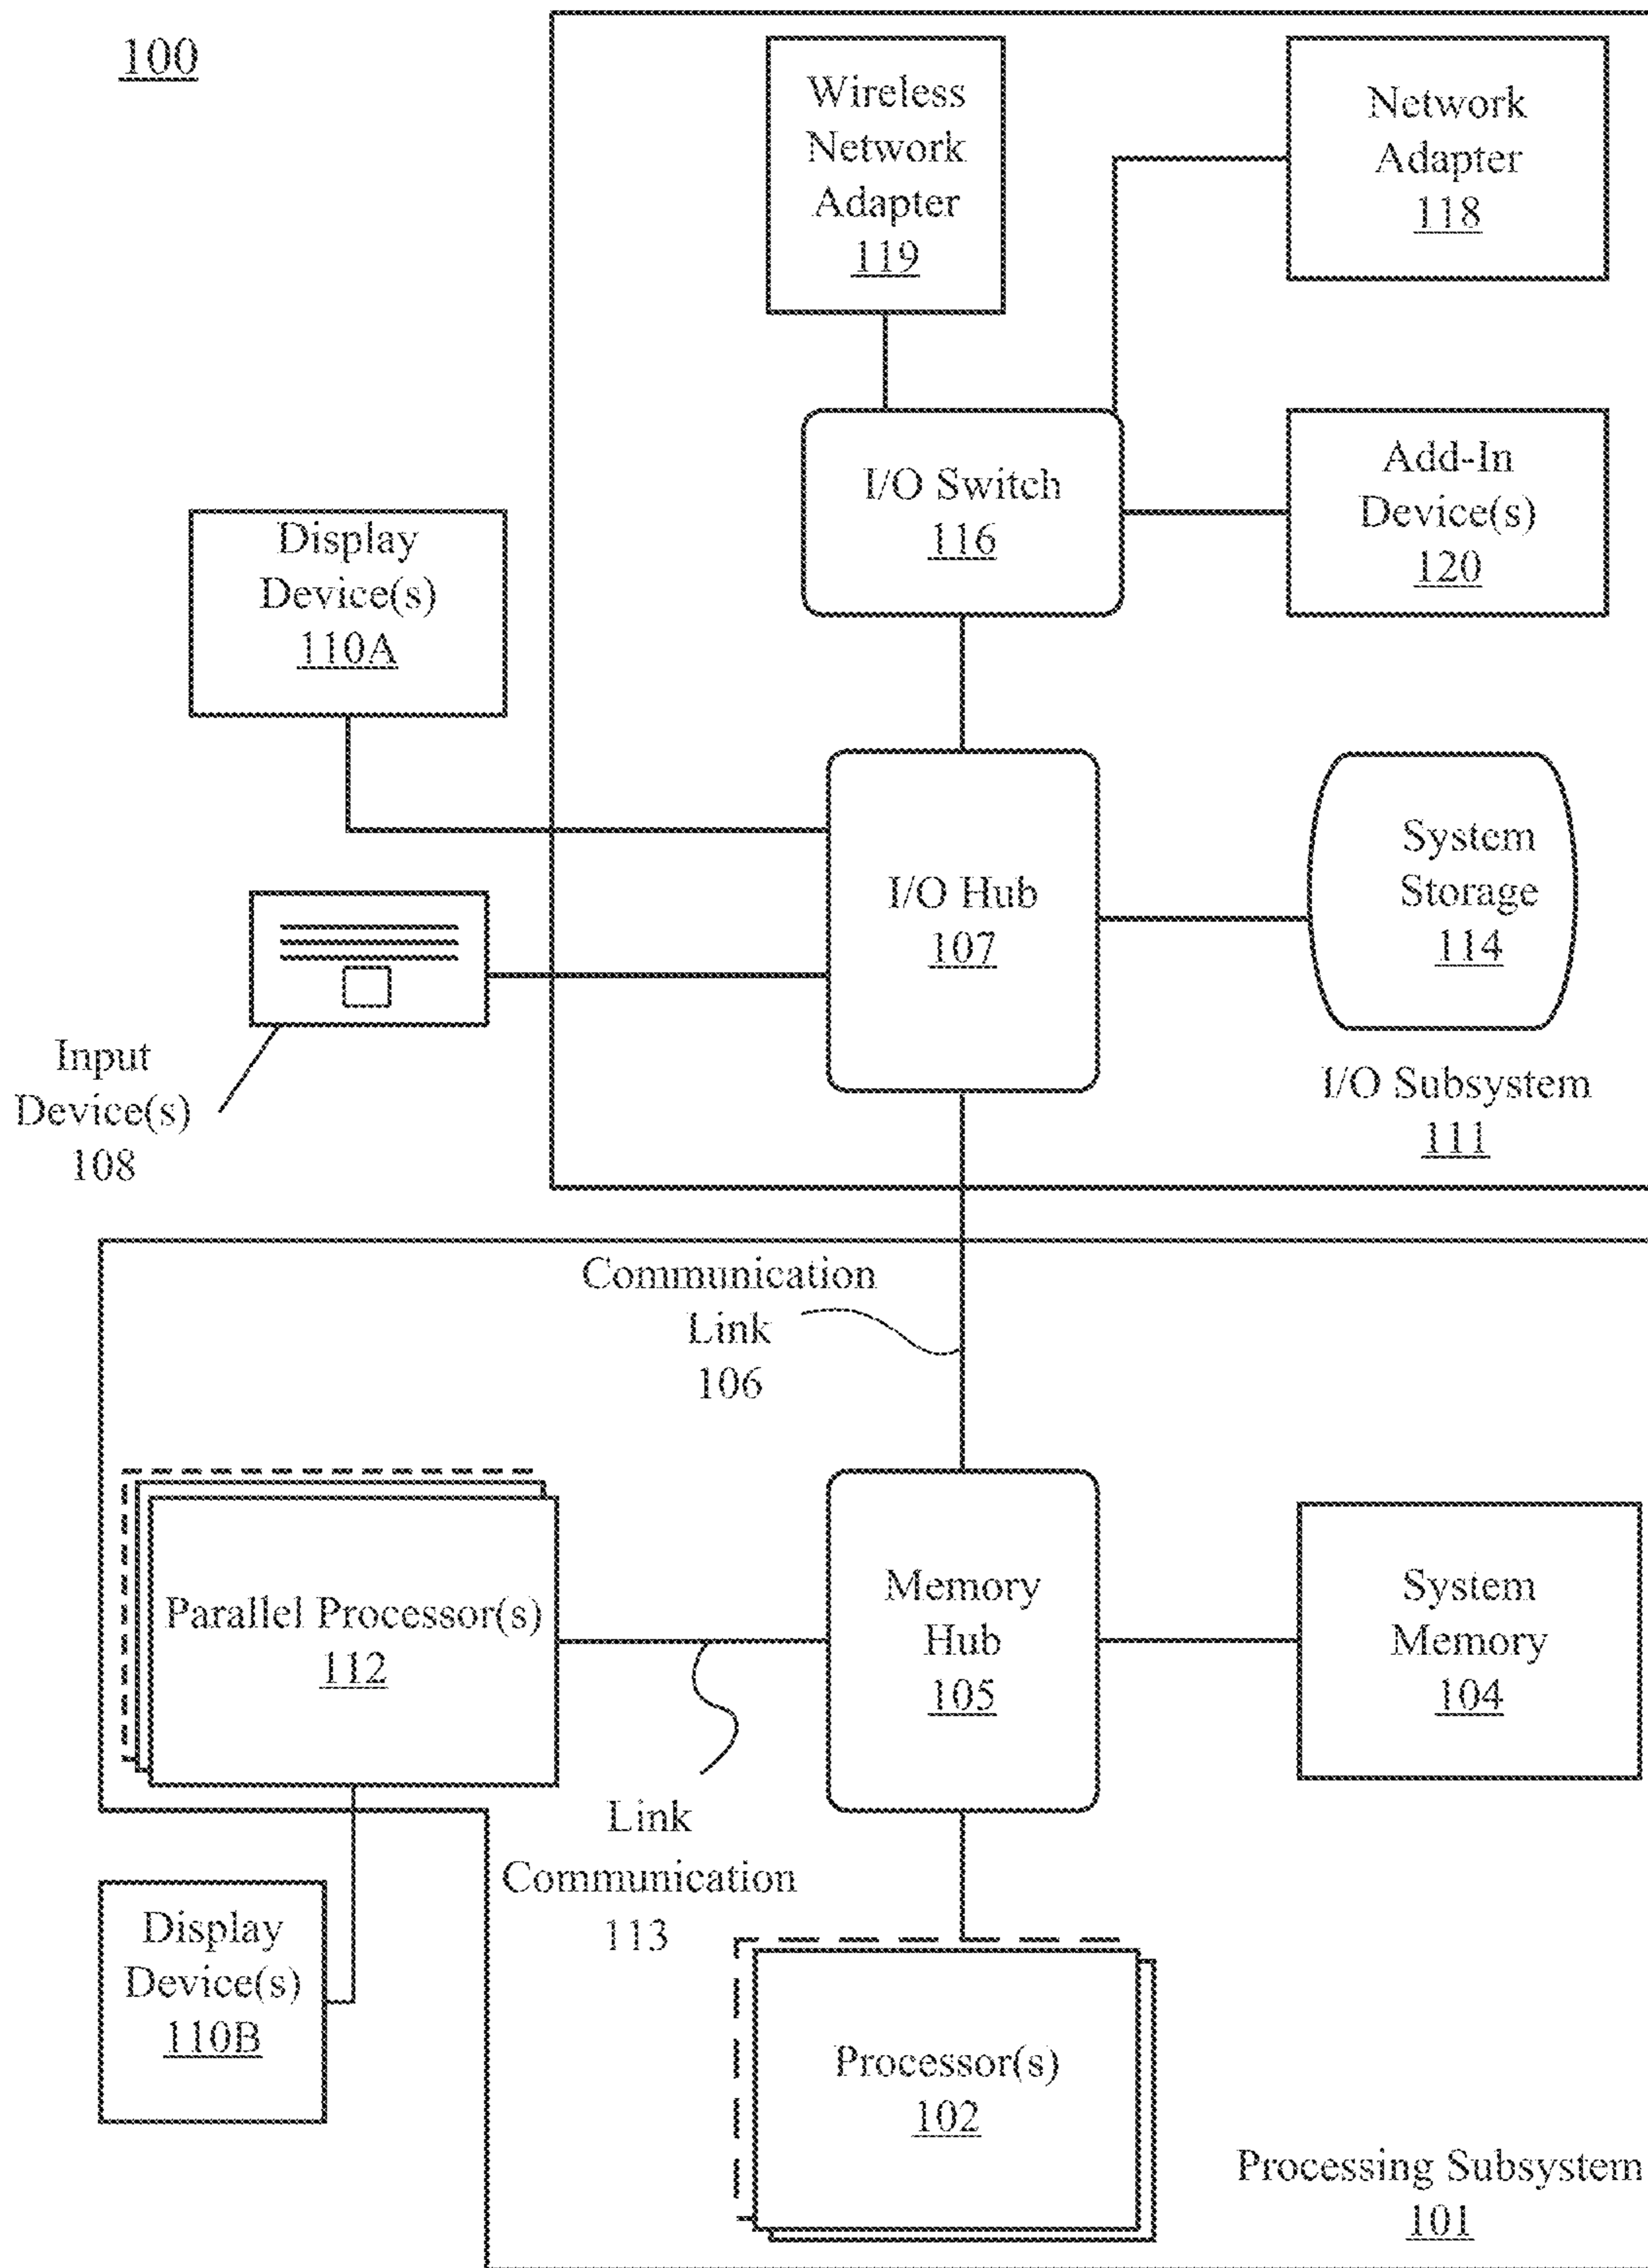 100
Wireless
Network
Adapter
119
Network
Adapter
118
I/O Switch
116
Add-In
Device(s)
120
Display
Device(s)
110A
I/O Hub
107
System
Storage
114
Input
Device(s)
108
I/O Subsystem
111
Communication
Link
106
Parallel Processor(s)
112
Memory
Hub
105
System
Memory
104
Link
Communication
113
Display
Device(s)
110B
Processor(s)
102
Processing Subsystem
101